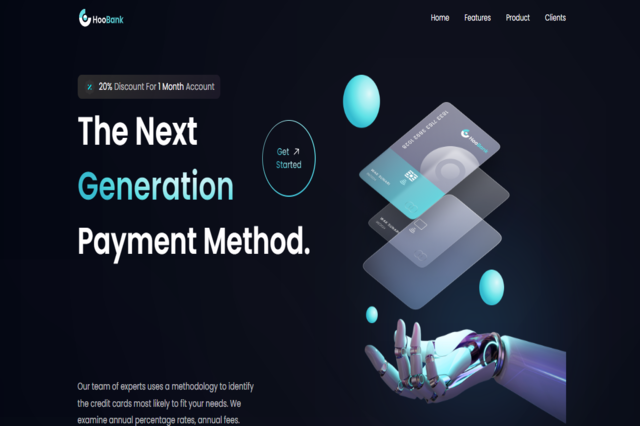 HooBank
Home Features Product Clients
20% Discount For 1 Month Account
The Next
Generation
Payment Method.
Get
Started
HooBank
Our team of experts uses a methodology to identify
the credit cards most likely to fit your needs. We
examine annual percentage rates, annual fees.